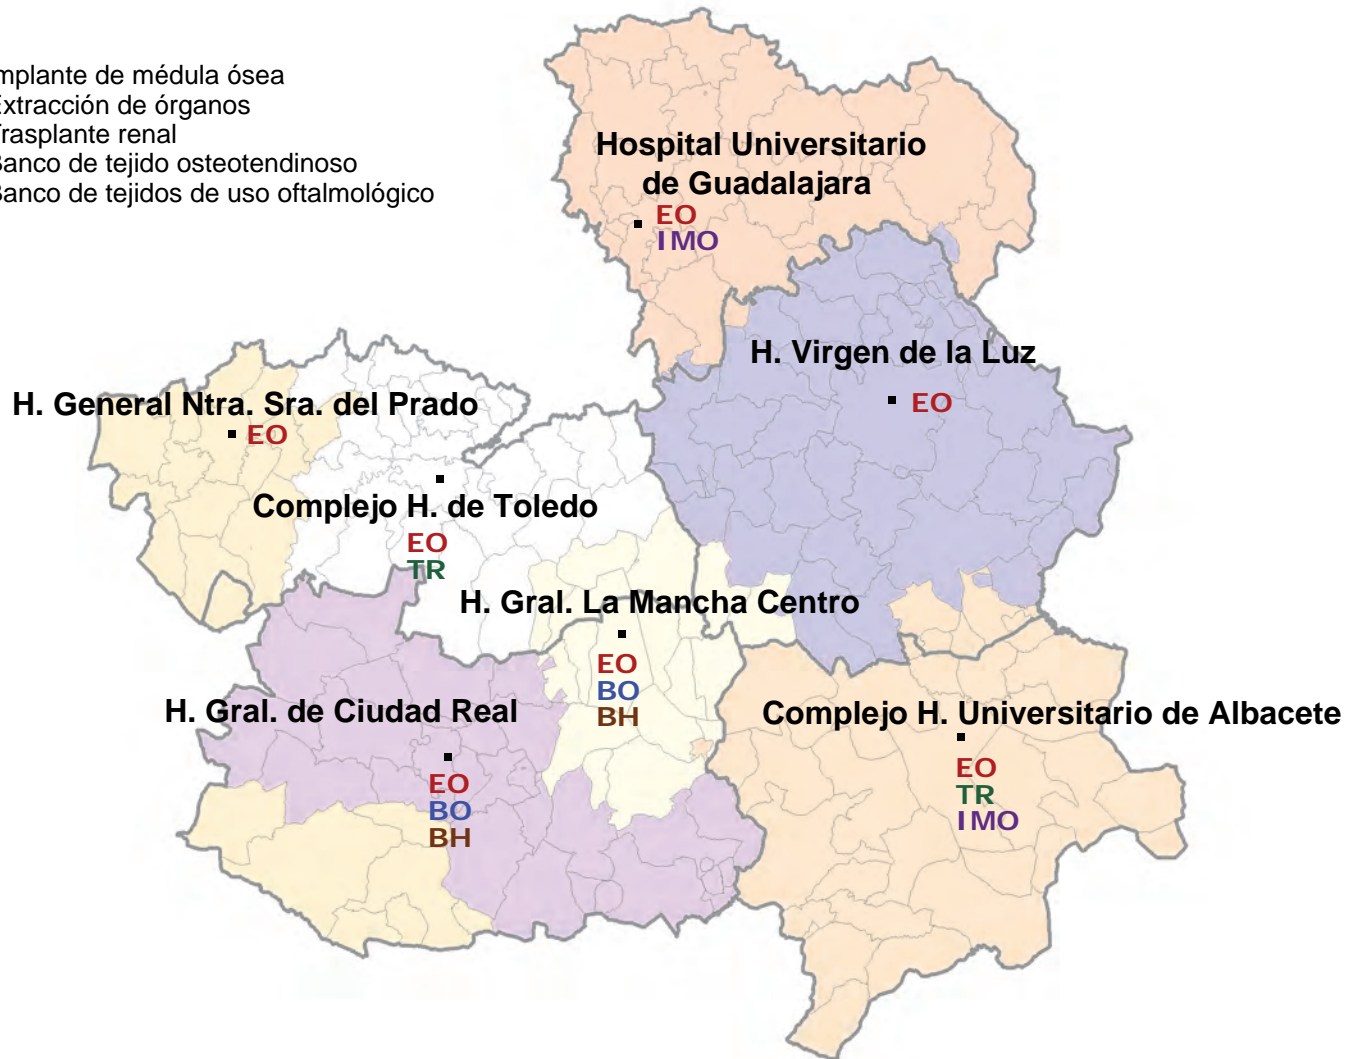 mplante de médula ósea
Extracción de órganos
Trasplante renal
Banco de tejido osteotendinoso
Banco de tejidos de uso oftalmológico
Hospital Universitario
de Guadalajara
EO
IMO
H. Virgen de la Luz
EO
H. General Ntra. Sra. del Prado
EO
Complejo H. de Toledo
EO
TR
H. Gral. La Mancha Centro
EO
BO
BH
H. Gral. de Ciudad Real
EO
BO
BH
Complejo H. Universitario de Albacete
EO
TR
IMO